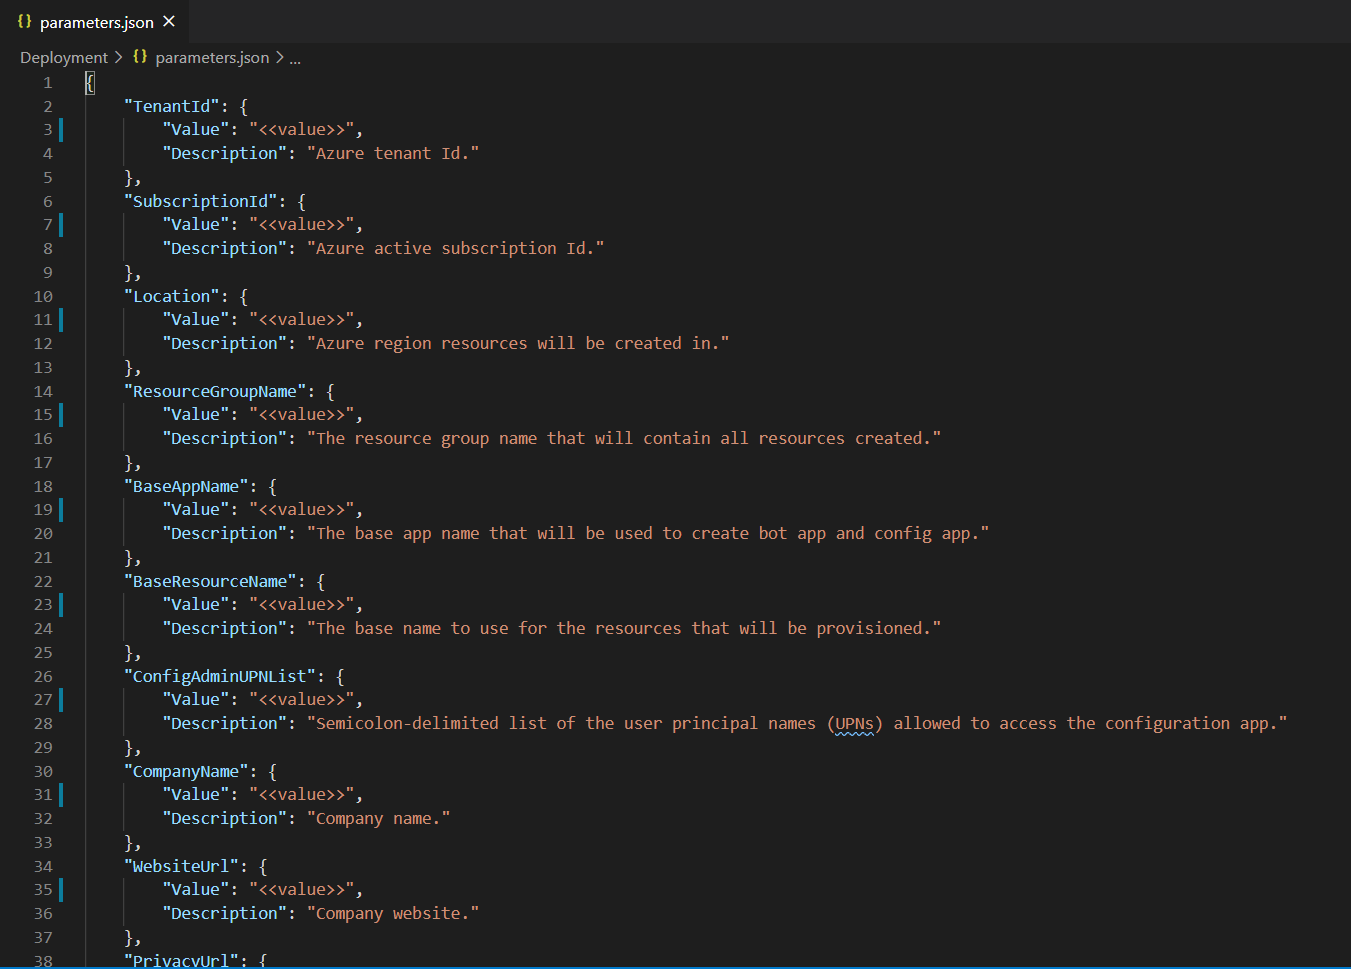 {} parameters.json ×
Deployment > {} parameters.json > ...
1 {
2 "TenantId": {
3 "Value": "<<value>>",
4 "Description": "Azure tenant Id."
5 },
6 "SubscriptionId": {
7 "Value": "<<value>>",
8 "Description": "Azure active subscription Id."
9 },
10 "Location": {
11 "Value": "<<value>>",
12 "Description": "Azure region resources will be created in."
13 },
14 "ResourceGroupName": {
15 "Value": "<<value>>",
16 "Description": "The resource group name that will contain all resources created."
17 },
18 "BaseAppName": {
19 "Value": "<<value>>",
20 "Description": "The base app name that will be used to create bot app and config app."
21 },
22 "BaseResourceName": {
23 "Value": "<<value>>",
24 "Description": "The base name to use for the resources that will be provisioned."
25 },
26 "ConfigAdminUPNList": {
27 "Value": "<<value>>",
28 "Description": "Semicolon-delimited list of the user principal names (UPNs) allowed to access the configuration app."
29 },
30 "CompanyName": {
31 "Value": "<<value>>",
32 "Description": "Company name."
33 },
34 "WebsiteUrl": {
35 "Value": "<<value>>",
36 "Description": "Company website."
37 },
38 "PrivacyUrl": {